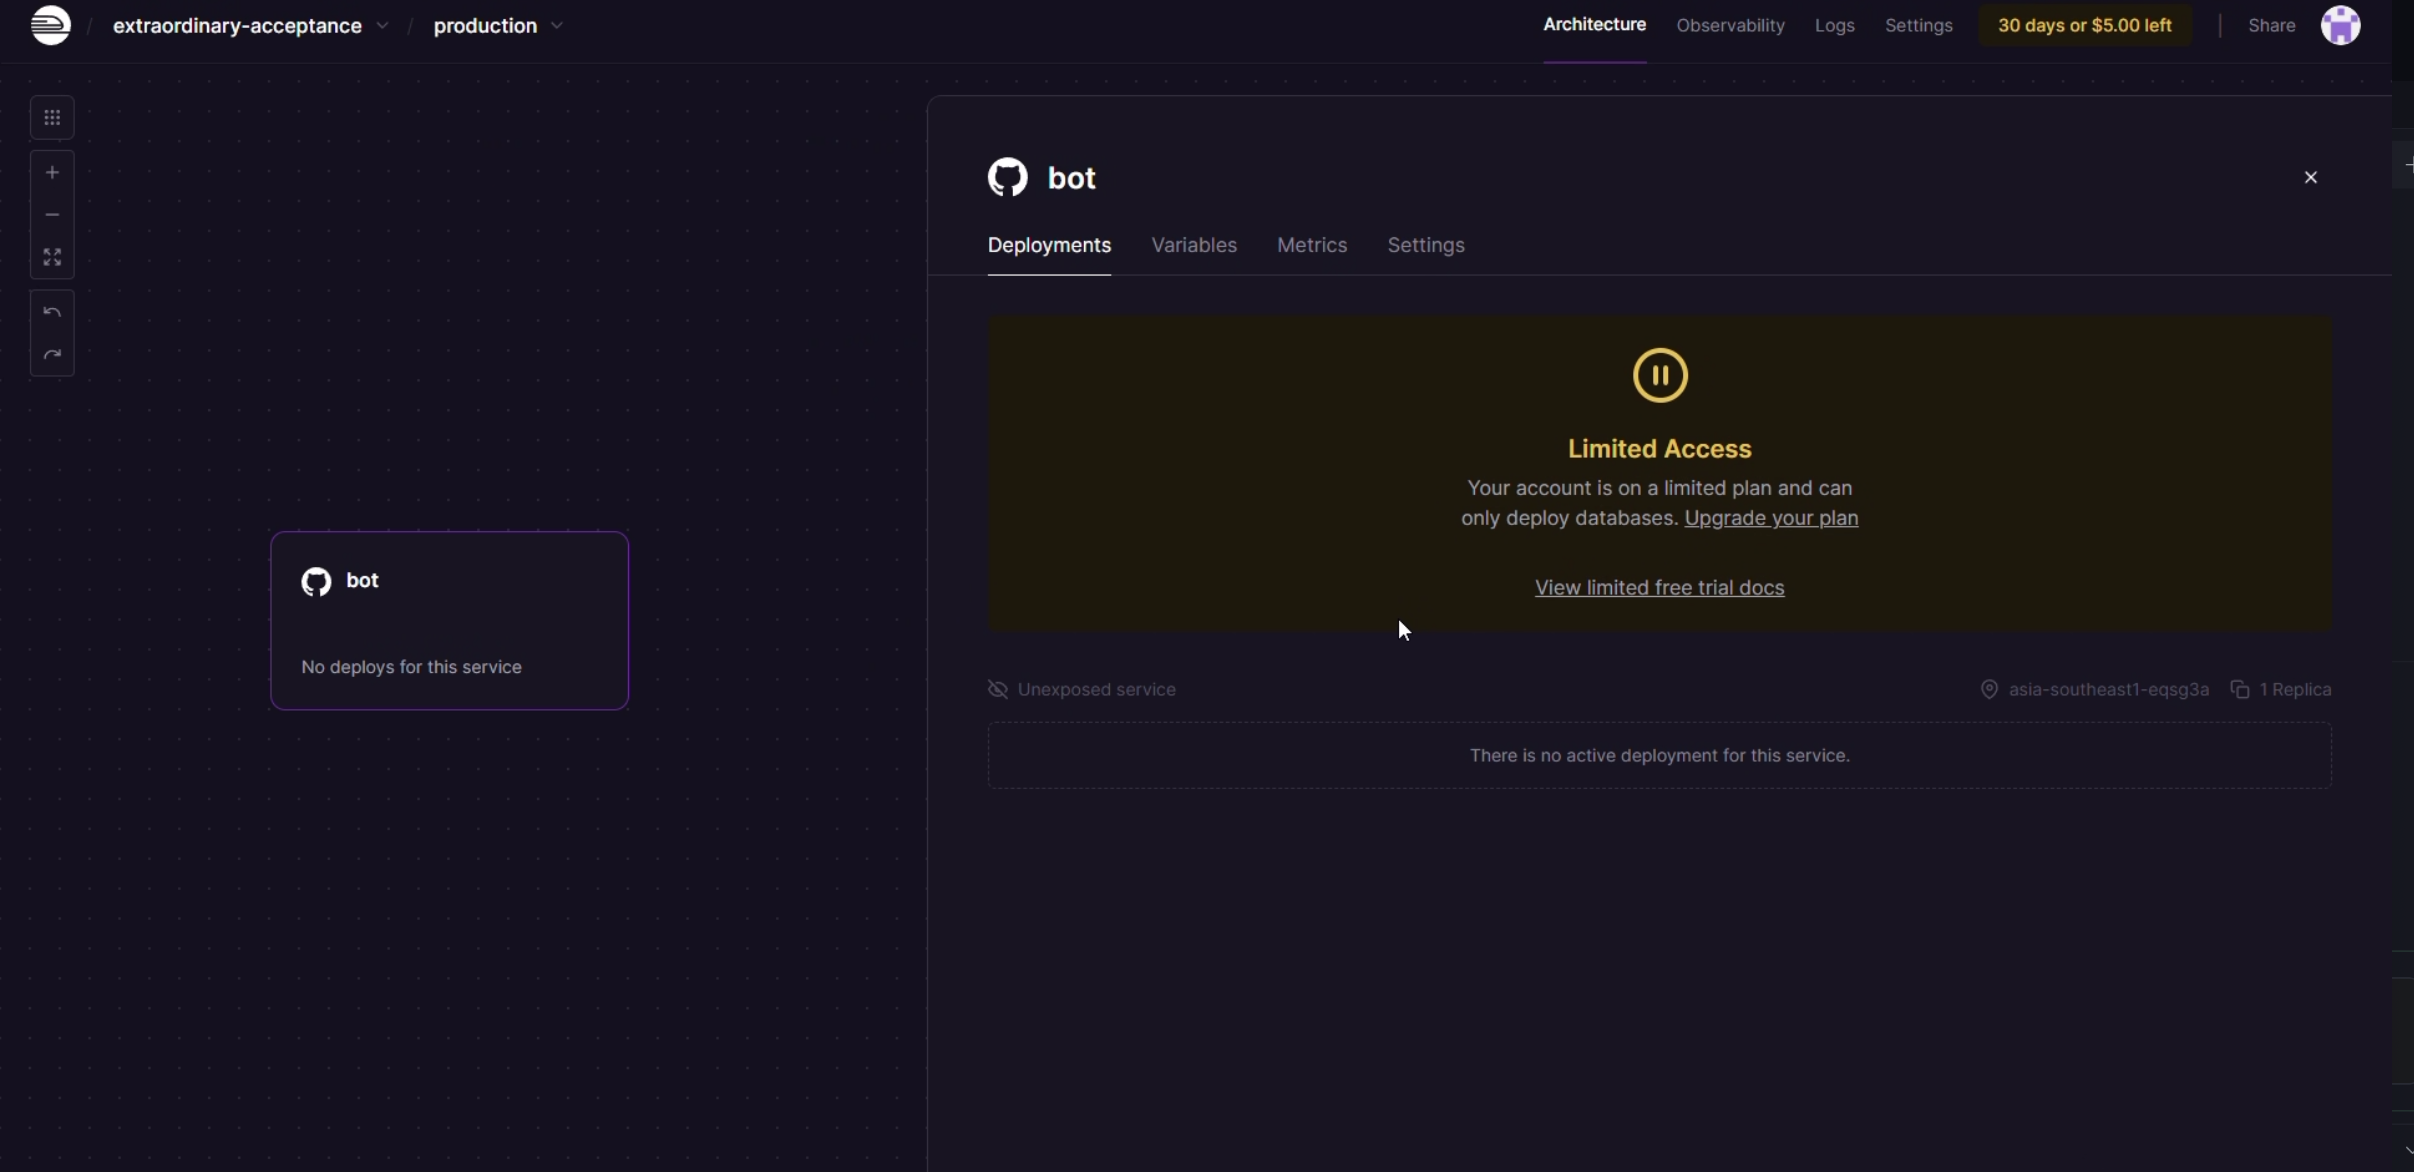 extraordinary-acceptance
production
Architecture
Observability
Logs
Settings
30 days or $5.00 left
Share
bot
Deployments
Variables
Metrics
Settings
Limited Access
Your account is on a limited plan and can
only deploy databases. Upgrade your plan
View limited free trial docs
bot
No deploys for this service
Unexposed service
asia-southeast1-eqsg3a
1 Replica
There is no active deployment for this service.